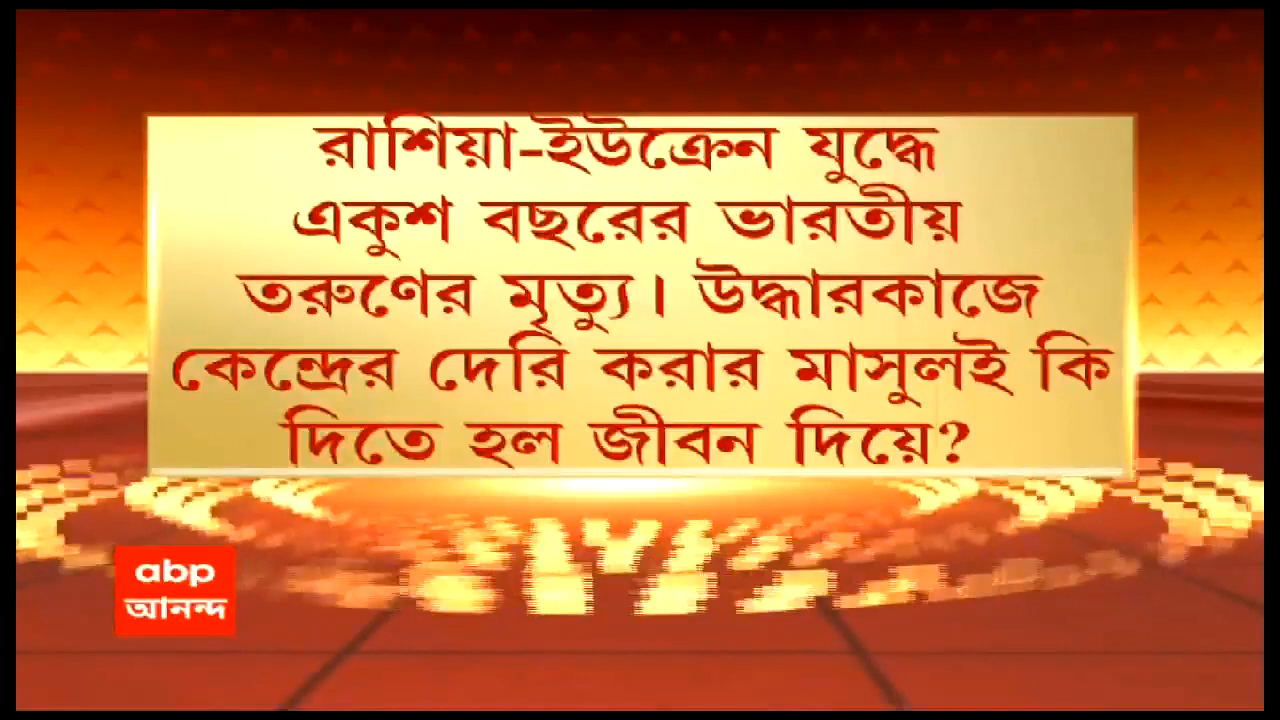 রাশিয়া-ইউক্রেন যুদ্ধে
একুশ বছরের ভারতীয়
তরুণের মৃত্যু। উদ্ধারকাজে
কেন্দ্রের দেরি করার মাসুলই কি
দিতে হল জীবন দিয়ে?
abp
আনন্দ